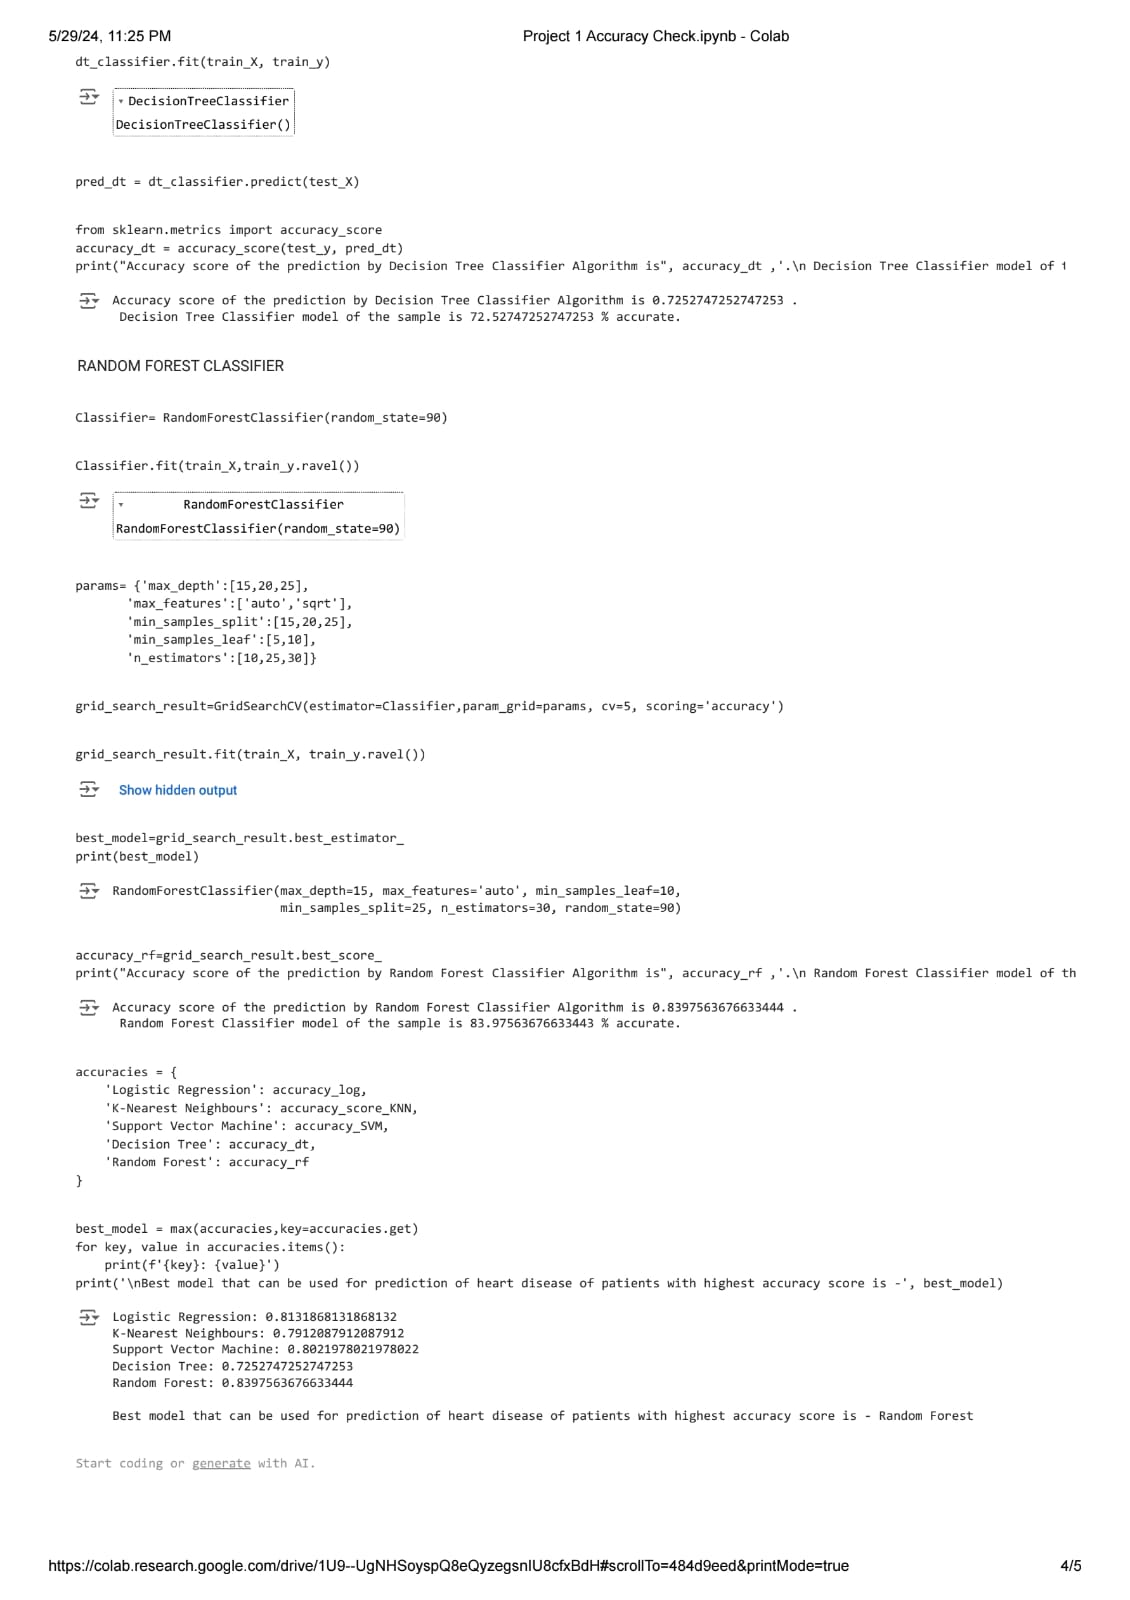 5/29/24, 11:25 PM Project 1 Accuracy Check.ipynb - Colab
dt_classifier.fit(train_X, train_y)
DecisionTreeClassifier
DecisionTreeClassifier()
pred_dt = dt_classifier.predict(test_X)
from sklearn.metrics import accuracy_score
accuracy_dt = accuracy_score(test_y, pred_dt)
print("Accuracy score of the prediction by Decision Tree Classifier Algorithm is", accuracy_dt ,'.\n Decision Tree Classifier model of
Accuracy score of the prediction by Decision Tree Classifier Algorithm is 0.7252747252747253 .
Decision Tree Classifier model of the sample is 72.52747252747253 % accurate.
RANDOM FOREST CLASSIFIER
Classifier= RandomForestClassifier(random_state=90)
Classifier.fit(train_X,train_y.ravel())
RandomForestClassifier
RandomForestClassifier(random_state=90)
params= {'max_depth':[15,20,25],
'max_features':['auto','sqrt'],
'min_samples_split':[15,20,25],
'min_samples_leaf':[5,10],
'n_estimators':[10,25,30]}
grid_search_result=GridSearchCV(estimator=Classifier,param_grid=params, cv=5, scoring='accuracy')
grid_search_result.fit(train_X, train_y.ravel())
Show hidden output
best_model=grid_search_result.best_estimator_
print(best_model)
RandomForestClassifier(max_depth=15, max_features='auto', min_samples_leaf=10,
min_samples_split=25, n_estimators=30, random_state=90)
accuracy_rf=grid_search_result.best_score_
print("Accuracy score of the prediction by Random Forest Classifier Algorithm is", accuracy_rf ,'.\n Random Forest Classifier model of th
Accuracy score of the prediction by Random Forest Classifier Algorithm is 0.8397563676633444 .
Random Forest Classifier model of the sample is 83.97563676633443 % accurate.
accuracies = {
'Logistic Regression': accuracy_log,
'K-Nearest Neighbours': accuracy_score_KNN,
'Support Vector Machine': accuracy_SVM,
'Decision Tree': accuracy_dt,
'Random Forest': accuracy_rf
}
best_model = max(accuracies,key=accuracies.get)
for key, value in accuracies.items():
print(f'{key}: {value}')
print('\nBest model that can be used for prediction of heart disease of patients with highest accuracy score is -', best_model)
Logistic Regression: 0.8131868131868132
K-Nearest Neighbours: 0.7912087912087912
Support Vector Machine: 0.8021978021978022
Decision Tree: 0.7252747252747253
Random Forest: 0.8397563676633444
Best model that can be used for prediction of heart disease of patients with highest accuracy score is - Random Forest
Start coding or generate with AI.
https://colab.research.google.com/drive/1U9--UgNHSoyspQ8eQyzegsnIU8cfxBdH#scrollTo=484d9eed&printMode=true 4/5